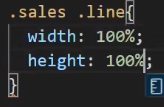 .sales .line{
  width: 100%;
  height: 100%;
}